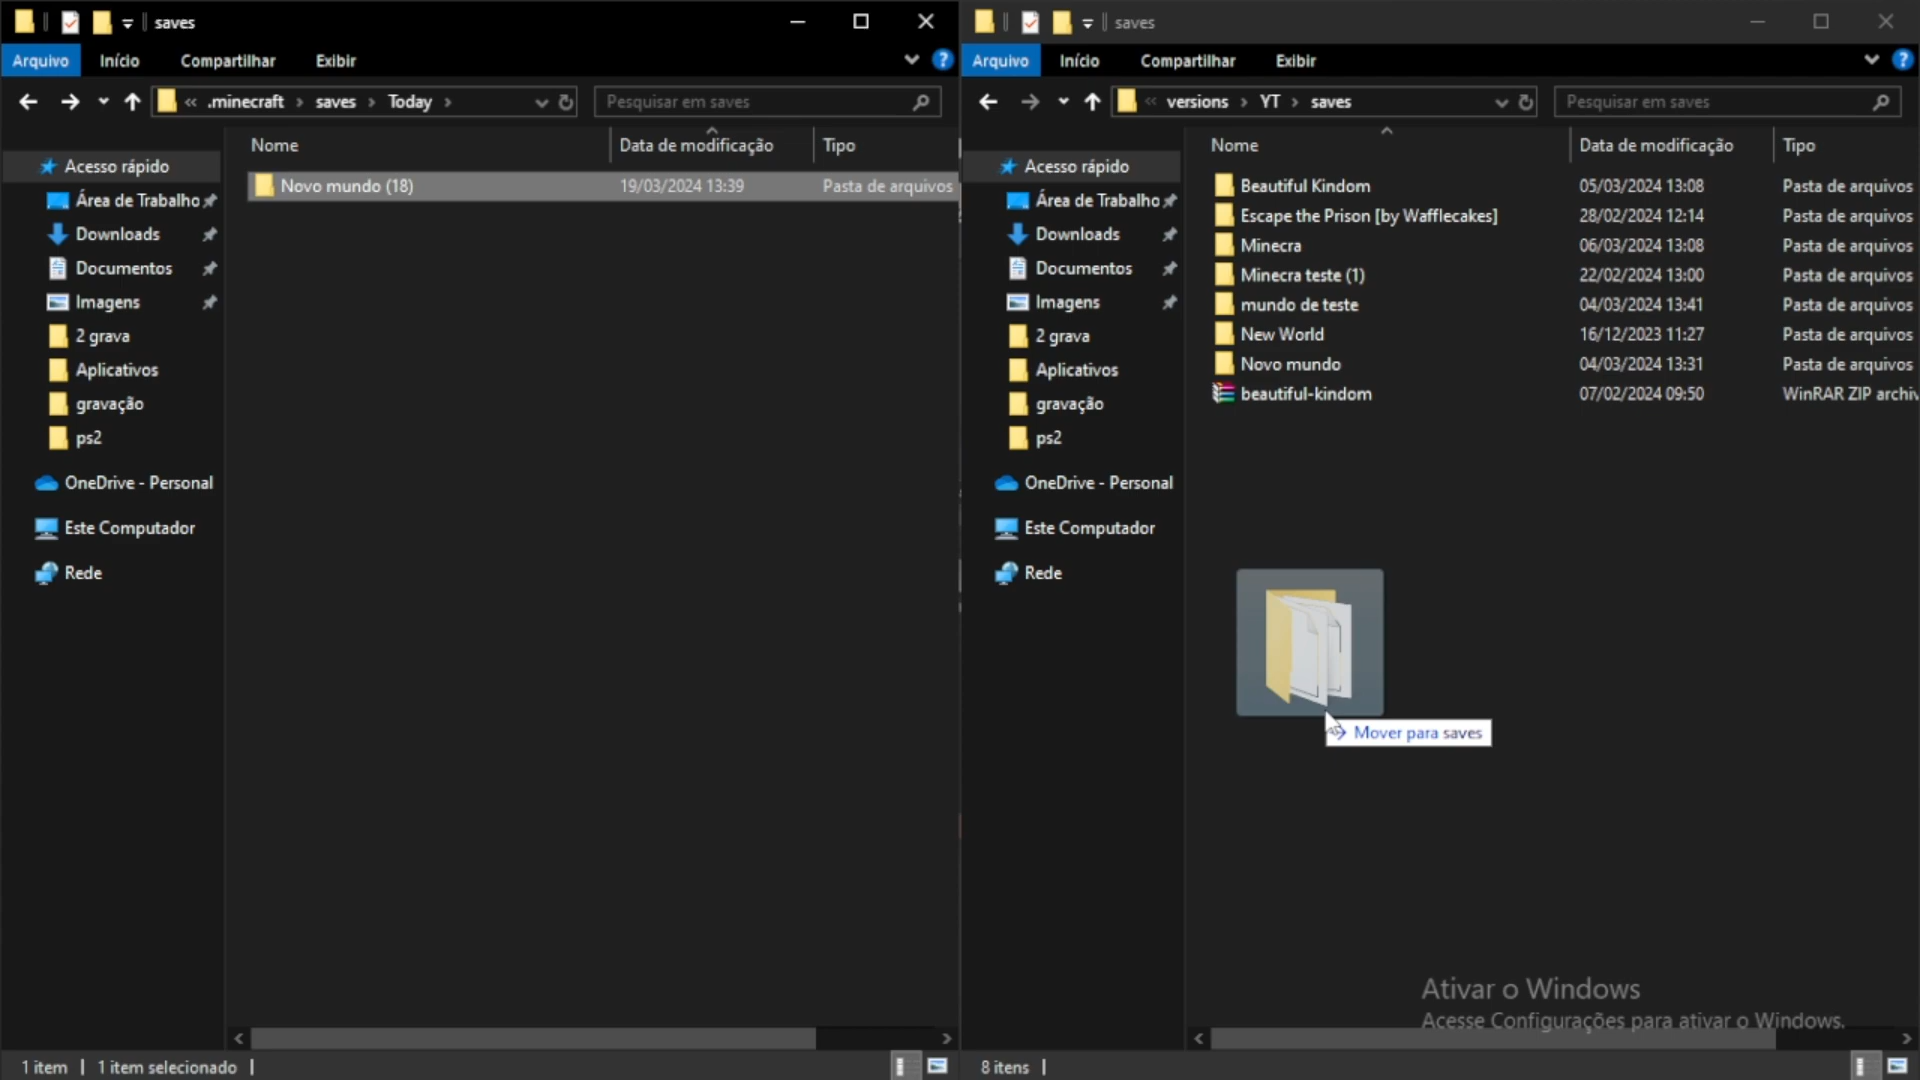 saves
Arquivo Início Compartilhar Exibir
« .minecraft › saves › Today ›
Pesquisar em saves
Nome Data de modificação Tipo
Novo mundo (18) 19/03/2024 13:39 Pasta de arquivos
Acesso rápido
Área de Trabalho
Downloads
Documentos
Imagens
2 grava
Aplicativos
gravação
ps2
OneDrive - Personal
Este Computador
Rede
1 item 1 item selecionado
saves
Arquivo Início Compartilhar Exibir
« versions › YT › saves
Pesquisar em saves
Nome Data de modificação Tipo
Acesso rápido
Área de Trabalho
Downloads
Documentos
Imagens
2 grava
Aplicativos
gravação
ps2
OneDrive - Personal
Este Computador
Rede
Beautiful Kindom 05/03/2024 13:08 Pasta de arquivos
Escape the Prison [by Wafflecakes] 28/02/2024 12:14 Pasta de arquivos
Minecra 06/03/2024 13:08 Pasta de arquivos
Minecra teste (1) 22/02/2024 13:00 Pasta de arquivos
mundo de teste 04/03/2024 13:41 Pasta de arquivos
New World 16/12/2023 11:27 Pasta de arquivos
Novo mundo 04/03/2024 13:31 Pasta de arquivos
beautiful-kindom 07/02/2024 09:50 WinRAR ZIP archiv
Mover para saves
Ativar o Windows
Acesse Configurações para ativar o Windows.
8 itens